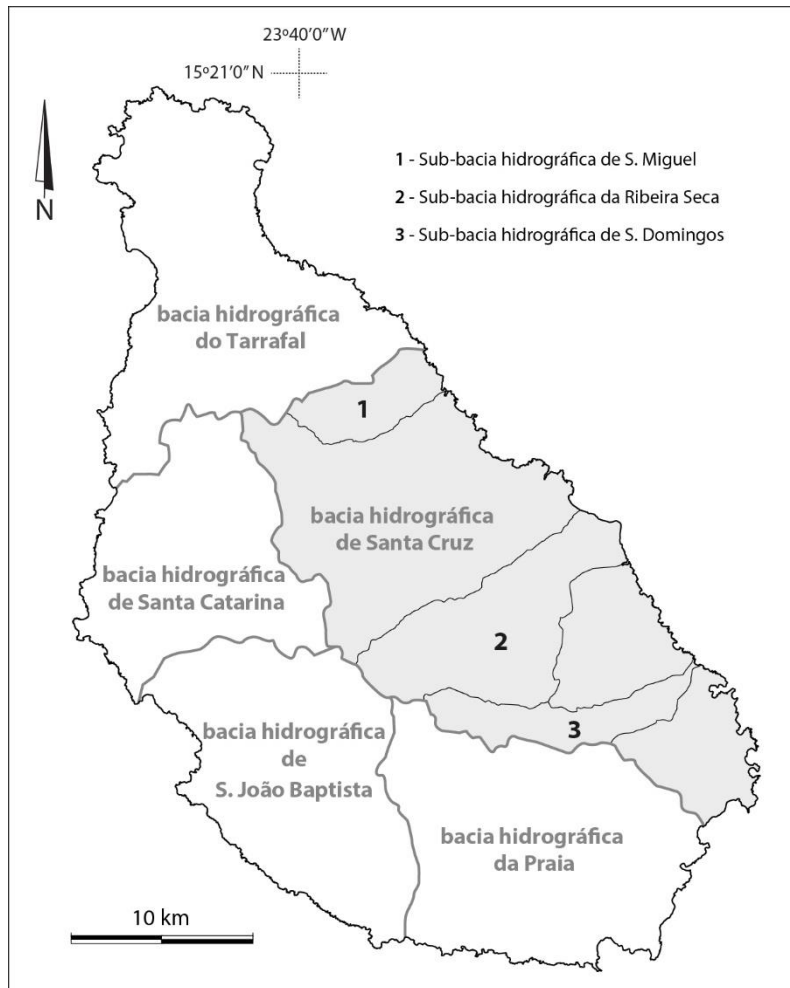 23º40'0"W
15º21'0"N
N
1 - Sub-bacia hidrográfica de S. Miguel
2 - Sub-bacia hidrográfica da Ribeira Seca
3 - Sub-bacia hidrográfica de S. Domingos
bacia hidrográfica
do Tarrafal
1
bacia hidrográfica
de Santa Cruz
bacia hidrográfica
de Santa Catarina
2
bacia hidrográfica
de
S. João Baptista
3
bacia hidrográfica
da Praia
10 km